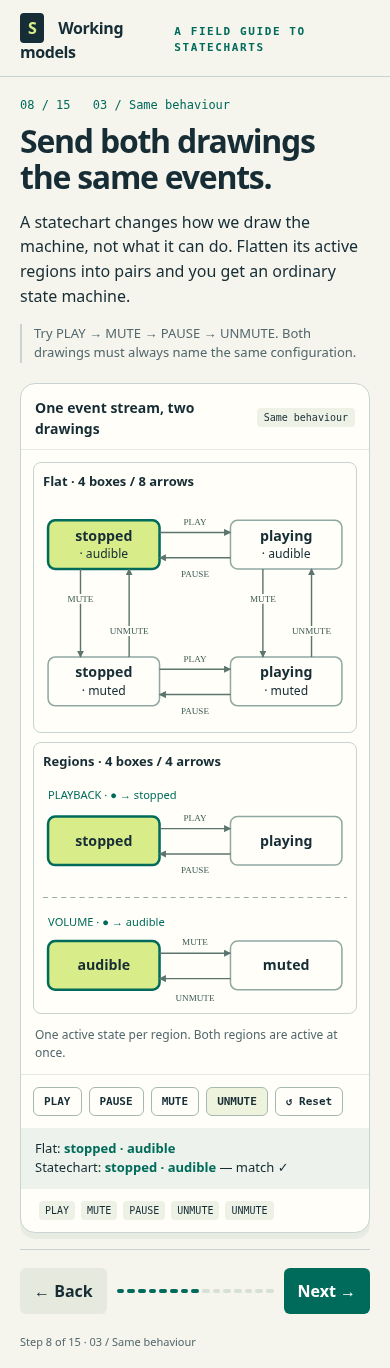 S Working models
A FIELD GUIDE TO STATECHARTS
08 / 15 03 / Same behaviour
Send both drawings
the same events.
A statechart changes how we draw the
machine, not what it can do. Flatten its active
regions into pairs and you get an ordinary
state machine.
Try PLAY → MUTE → PAUSE → UNMUTE. Both
drawings must always name the same configuration.
One event stream, two
drawings
Same behaviour
Flat · 4 boxes / 8 arrows
stopped
· audible
PLAY
PAUSE
playing
· audible
MUTE
UNMUTE
MUTE
UNMUTE
stopped
· muted
PLAY
PAUSE
playing
· muted
Regions · 4 boxes / 4 arrows
PLAYBACK · ● → stopped
stopped
PLAY
PAUSE
playing
VOLUME · ● → audible
audible
MUTE
UNMUTE
muted
One active state per region. Both regions are active at
once.
PLAY PAUSE MUTE UNMUTE ↺ Reset
Flat: stopped · audible
Statechart: stopped · audible — match ✓
PLAY MUTE PAUSE UNMUTE UNMUTE
← Back
Next →
Step 8 of 15 · 03 / Same behaviour